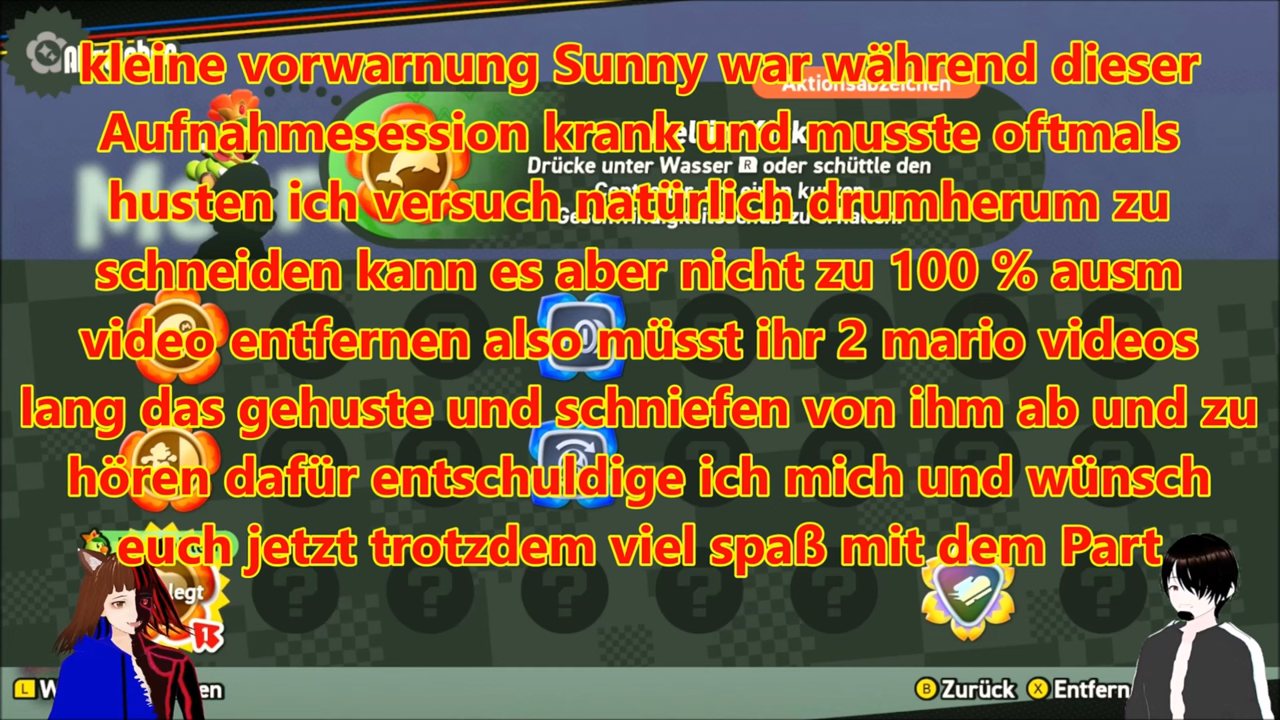 kleine vorwarnung Sunny war während dieser
Aufnahmesession krank und musste oftmals
husten ich versuch natürlich drumherum zu
schneiden kann es aber nicht zu 100 % ausm
video entfernen also müsst ihr 2 mario videos
lang das gehuste und schniefen von ihm ab und zu
hören dafür entschuldige ich mich und wünsch
euch jetzt trotzdem viel spaß mit dem Part
Aktionsabzeichen
Drücke unter Wasser R oder schüttle den
L
B Zurück X